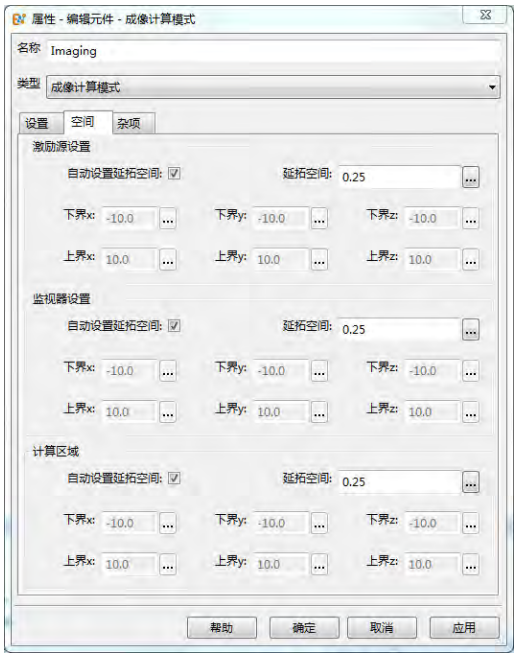 属性 - 编辑元件 - 成像计算模式
名称 Imaging
类型 成像计算模式
设置 空间 杂项
激励源设置
自动设置延拓空间: 延拓空间: 0.25 ...
下界x: -10.0 ... 下界y: -10.0 ... 下界z: -10.0 ...
上界x: 10.0 ... 上界y: 10.0 ... 上界z: 10.0 ...
监视器设置
自动设置延拓空间: 延拓空间: 0.25 ...
下界x: -10.0 ... 下界y: -10.0 ... 下界z: -10.0 ...
上界x: 10.0 ... 上界y: 10.0 ... 上界z: 10.0 ...
计算区域
自动设置延拓空间: 延拓空间: 0.25 ...
下界x: -10.0 ... 下界y: -10.0 ... 下界z: -10.0 ...
上界x: 10.0 ... 上界y: 10.0 ... 上界z: 10.0 ...
帮助 确定 取消 应用